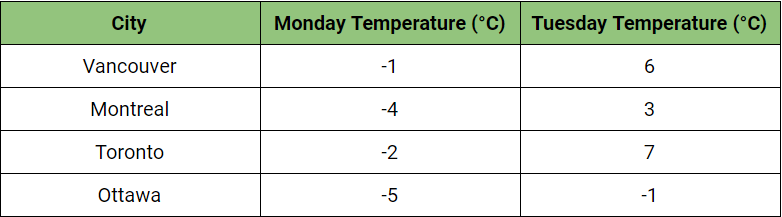 City Monday Temperature (°C) Tuesday Temperature (°C)
Vancouver -1 6
Montreal -4 3
Toronto -2 7
Ottawa -5 -1